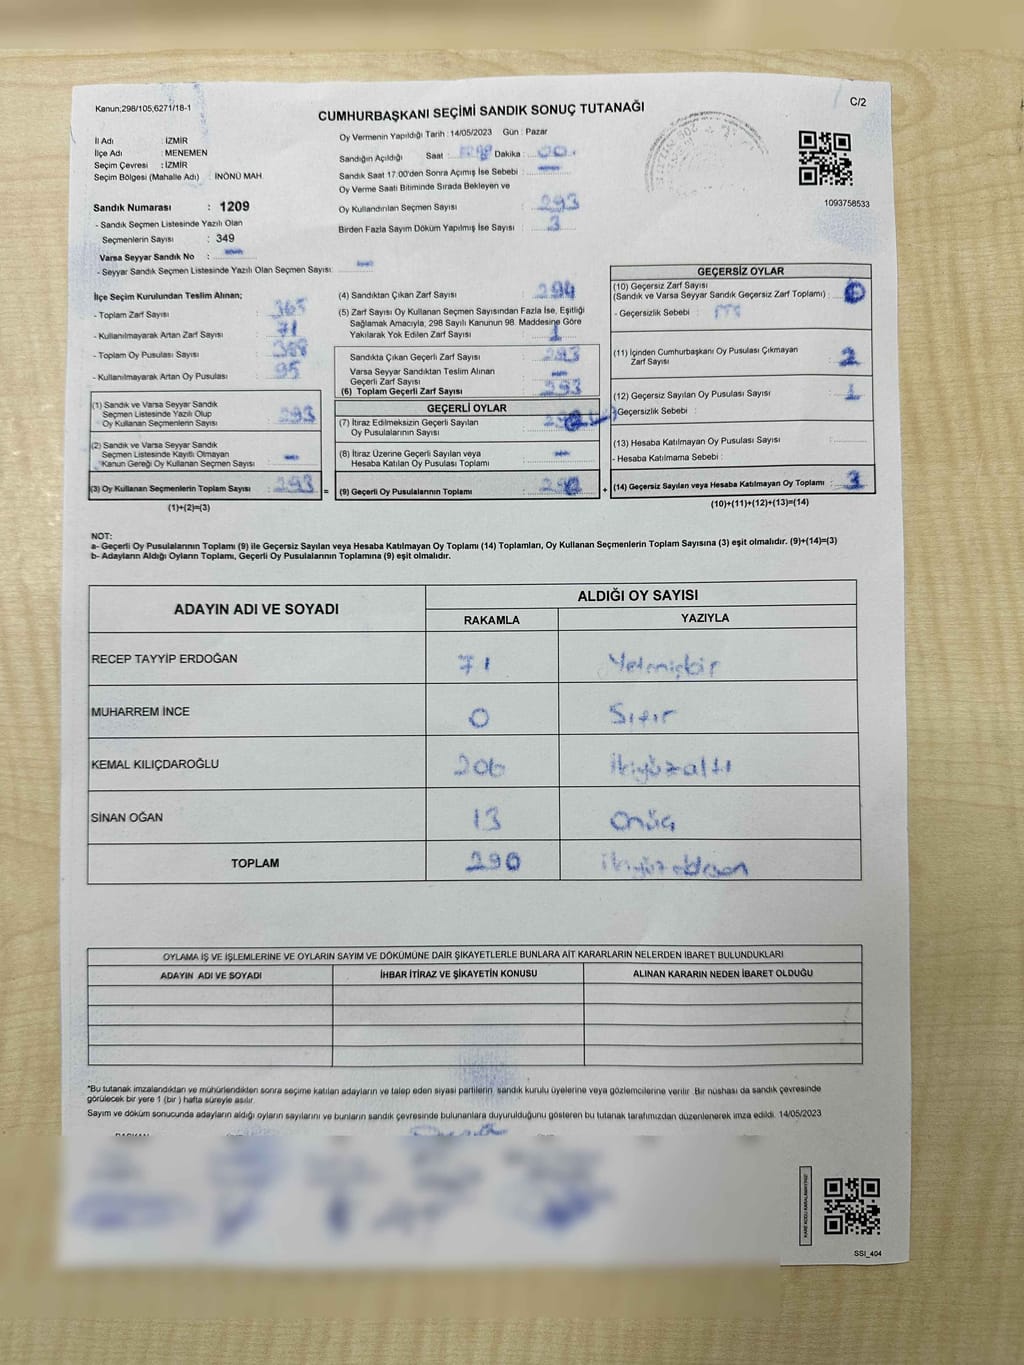 Kanun;298/105,6271/18-1
C/2
CUMHURBAŞKANI SEÇİMİ SANDIK SONUÇ TUTANAĞI
İl Adı : İZMİR
İlçe Adı : MENEMEN
Seçim Çevresi : İZMİR
Seçim Bölgesi (Mahalle Adı) : İNÖNÜ MAH.
Sandık Numarası : 1209
- Sandık Seçmen Listesinde Yazılı Olan
Seçmenlerin Sayısı : 349
Varsa Seyyar Sandık No :
- Seyyar Sandık Seçmen Listesinde Yazılı Olan Seçmen Sayısı:
Oy Vermenin Yapıldığı Tarih : 14/05/2023 Gün : Pazar
Sandığın Açıldığı Saat : Dakika : 00
Sandık Saat 17.00'den Sonra Açımış İse Sebebi :
Oy Verme Saati Bitiminde Sırada Bekleyen ve
Oy Kullandırılan Seçmen Sayısı : 293
Birden Fazla Sayım Döküm Yapılmış İse Sayısı : 3
1093758533
İlçe Seçim Kurulundan Teslim Alınan;
- Toplam Zarf Sayısı : 365
- Kullanılmayarak Artan Zarf Sayısı : 71
- Toplam Oy Pusulası Sayısı : 388
- Kullanılmayarak Artan Oy Pusulası : 95
(1) Sandık ve Varsa Seyyar Sandık
Seçmen Listesinde Yazılı Olup
Oy Kullanan Seçmenlerin Sayısı : 293
(2) Sandık ve Varsa Seyyar Sandık
Seçmen Listesinde Kayıtlı Olmayan
Kanun Gereği Oy Kullanan Seçmen Sayısı :
(3) Oy Kullanan Seçmenlerin Toplam Sayısı : 293 =
(1)+(2)=(3)
(4) Sandıktan Çıkan Zarf Sayısı : 294
(5) Zarf Sayısı Oy Kullanan Seçmen Sayısından Fazla İse, Eşitliği
Sağlamak Amacıyla, 298 Sayılı Kanunun 98. Maddesine Göre
Yakılarak Yok Edilen Zarf Sayısı : 1
Sandıkta Çıkan Geçerli Zarf Sayısı : 293
Varsa Seyyar Sandıktan Teslim Alınan
Geçerli Zarf Sayısı :
(6) Toplam Geçerli Zarf Sayısı : 293
GEÇERLİ OYLAR
(7) İtiraz Edilmeksizin Geçerli Sayılan
Oy Pusulalarının Sayısı :
(8) İtiraz Üzerine Geçerli Sayılan veya
Hesaba Katılan Oy Pusulası Toplamı :
(9) Geçerli Oy Pusulalarının Toplamı : 290 +
GEÇERSİZ OYLAR
(10) Geçersiz Zarf Sayısı
(Sandık ve Varsa Seyyar Sandık Geçersiz Zarf Toplamı) :
- Geçersizlik Sebebi :
(11) İçinden Cumhurbaşkanı Oy Pusulası Çıkmayan
Zarf Sayısı : 2
(12) Geçersiz Sayılan Oy Pusulası Sayısı : 1
Geçersizlik Sebebi :
(13) Hesaba Katılmayan Oy Pusulası Sayısı :
- Hesaba Katılmama Sebebi :
(14) Geçersiz Sayılan veya Hesaba Katılmayan Oy Toplamı : 3
(10)+(11)+(12)+(13)=(14)
NOT:
a- Geçerli Oy Pusulalarının Toplamı (9) ile Geçersiz Sayılan veya Hesaba Katılmayan Oy Toplamı (14) Toplamları, Oy Kullanan Seçmenlerin Toplam Sayısına (3) eşit olmalıdır. (9)+(14)=(3)
b- Adayların Aldığı Oyların Toplamı, Geçerli Oy Pusulalarının Toplamına (9) eşit olmalıdır.
ADAYIN ADI VE SOYADI
ALDIĞI OY SAYISI
RAKAMLA YAZIYLA
RECEP TAYYİP ERDOĞAN 71 Yetmişbir
MUHARREM İNCE 0 Sıfır
KEMAL KILIÇDAROĞLU 206 İkiyüzaltı
SİNAN OĞAN 13 Onüç
TOPLAM 290 ikiyüzdoksan
OYLAMA İŞ VE İŞLEMLERİNE VE OYLARIN SAYIM VE DÖKÜMÜNE DAİR ŞİKAYETLERLE BUNLARA AİT KARARLARIN NELERDEN İBARET BULUNDUKLARI
ADAYIN ADI VE SOYADI İHBAR İTİRAZ VE ŞİKAYETİN KONUSU ALINAN KARARIN NEDEN İBARET OLDUĞU
*Bu tutanak imzalandıktan ve mühürlendikten sonra seçime katılan adayların ve talep eden siyasi partilerin, sandık kurulu üyelerine veya gözlemcilerine verilir. Bir nüshası da sandık çevresinde
görülecek bir yere 1 (bir ) hafta süreyle asılır.
Sayım ve döküm sonucunda adayların aldığı oyların sayılarını ve bunların sandık çevresinde bulunanlara duyurulduğunu gösteren bu tutanak tarafımızdan düzenlenerek imza edildi. 14/05/2023
KARE KODU KARALAMAYINIZ!
SSI_404